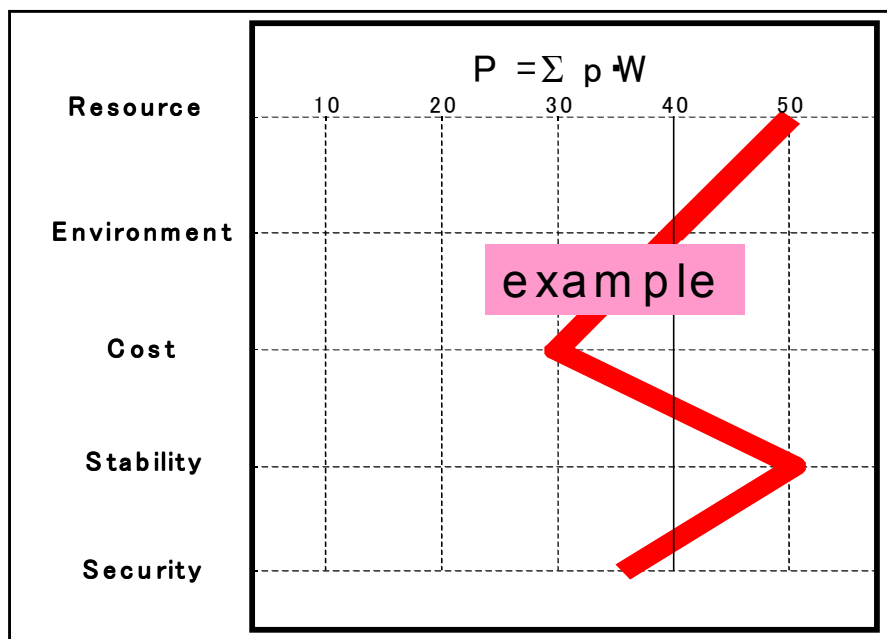 P = Σ p・W
Resource 10 20 30 40 50
Environment
example
Cost
Stability
Security